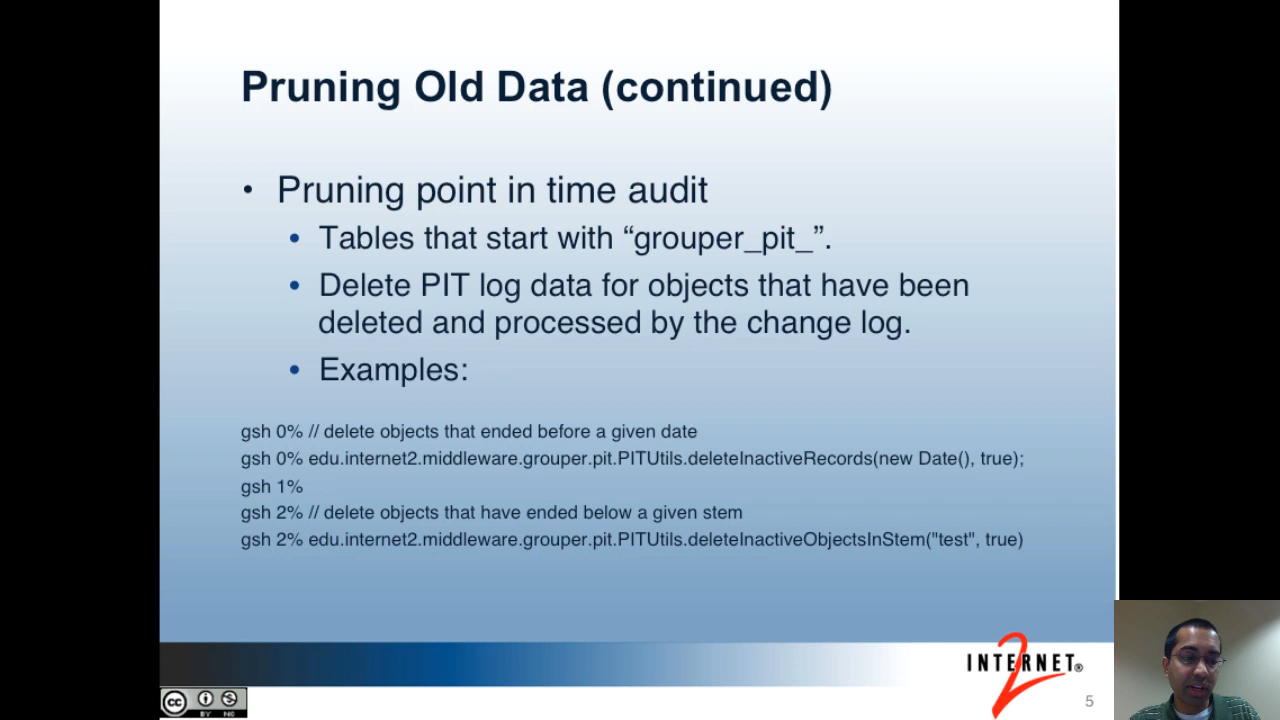 Pruning Old Data (continued)
• Pruning point in time audit
• Tables that start with “grouper_pit_”.
• Delete PIT log data for objects that have been
deleted and processed by the change log.
• Examples:
gsh 0% // delete objects that ended before a given date
gsh 0% edu.internet2.middleware.grouper.pit.PITUtils.deleteInactiveRecords(new Date(), true);
gsh 1%
gsh 2% // delete objects that have ended below a given stem
gsh 2% edu.internet2.middleware.grouper.pit.PITUtils.deleteInactiveObjectsInStem("test", true)
INTERNET®
2
5
cc
BY NC